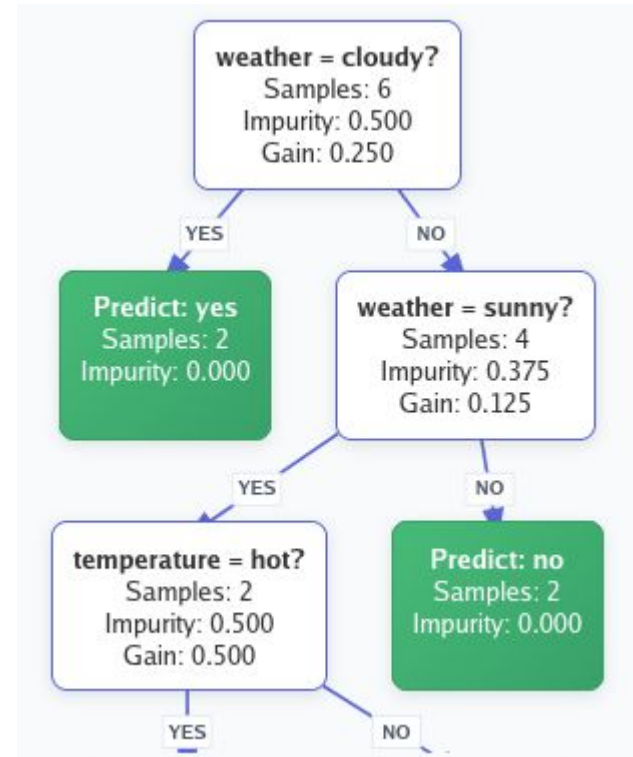 weather = cloudy?
Samples: 6
Impurity: 0.500
Gain: 0.250
YES
NO
Predict: yes
Samples: 2
Impurity: 0.000
weather = sunny?
Samples: 4
Impurity: 0.375
Gain: 0.125
YES
NO
temperature = hot?
Samples: 2
Impurity: 0.500
Gain: 0.500
Predict: no
Samples: 2
Impurity: 0.000
YES
NO